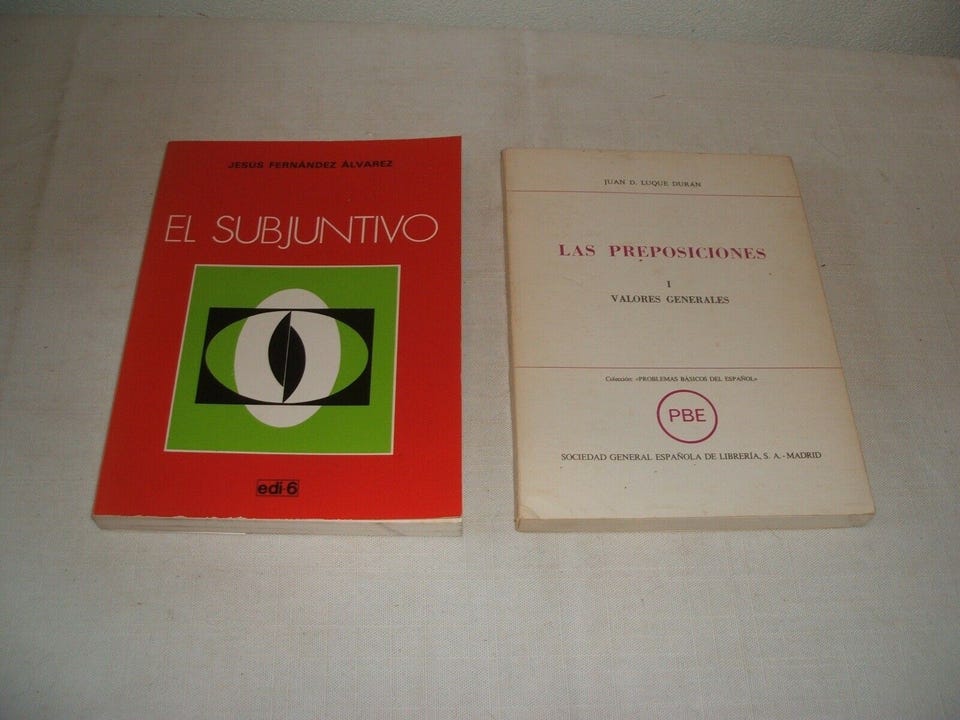 JESÚS FERNÁNDEZ ÁLVAREZ
EL SUBJUNTIVO
edi-6
JUAN D. LUQUE DURÁN
LAS PREPOSICIONES
I
VALORES GENERALES
Colección: «PROBLEMAS BÁSICOS DEL ESPAÑOL»
PBE
SOCIEDAD GENERAL ESPAÑOLA DE LIBRERÍA, S. A.-MADRID